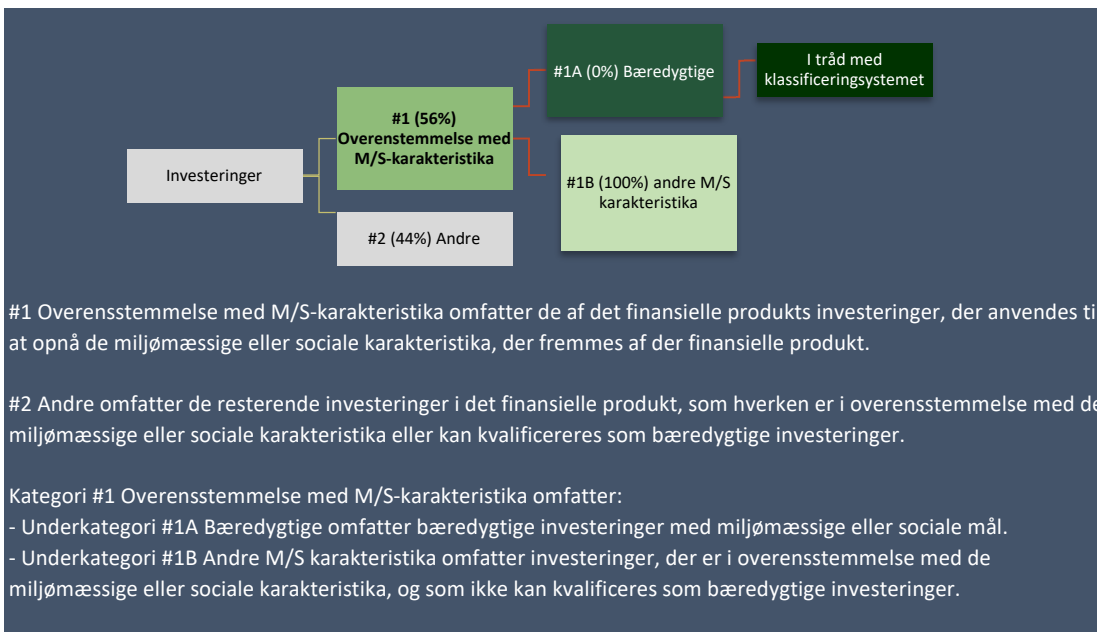 #1A (0%) Bæredygtige
I tråd med
klassificeringsystemet
#1 (56%)
Overenstemmelse med
M/S-karakteristika
Investeringer
#1B (100%) andre M/S
karakteristika
#2 (44%) Andre
#1 Overensstemmelse med M/S-karakteristika omfatter de af det finansielle produkts investeringer, der anvendes ti
at opnå de miljømæssige eller sociale karakteristika, der fremmes af der finansielle produkt.
#2 Andre omfatter de resterende investeringer i det finansielle produkt, som hverken er i overensstemmelse med de
miljømæssige eller sociale karakteristika eller kan kvalificereres som bæredygtige investeringer.
Kategori #1 Overensstemmelse med M/S-karakteristika omfatter:
- Underkategori #1A Bæredygtige omfatter bæredygtige investeringer med miljømæssige eller sociale mål.
- Underkategori #1B Andre M/S karakteristika omfatter investeringer, der er i overensstemmelse med de
miljømæssige eller sociale karakteristika, og som ikke kan kvalificeres som bæredygtige investeringer.